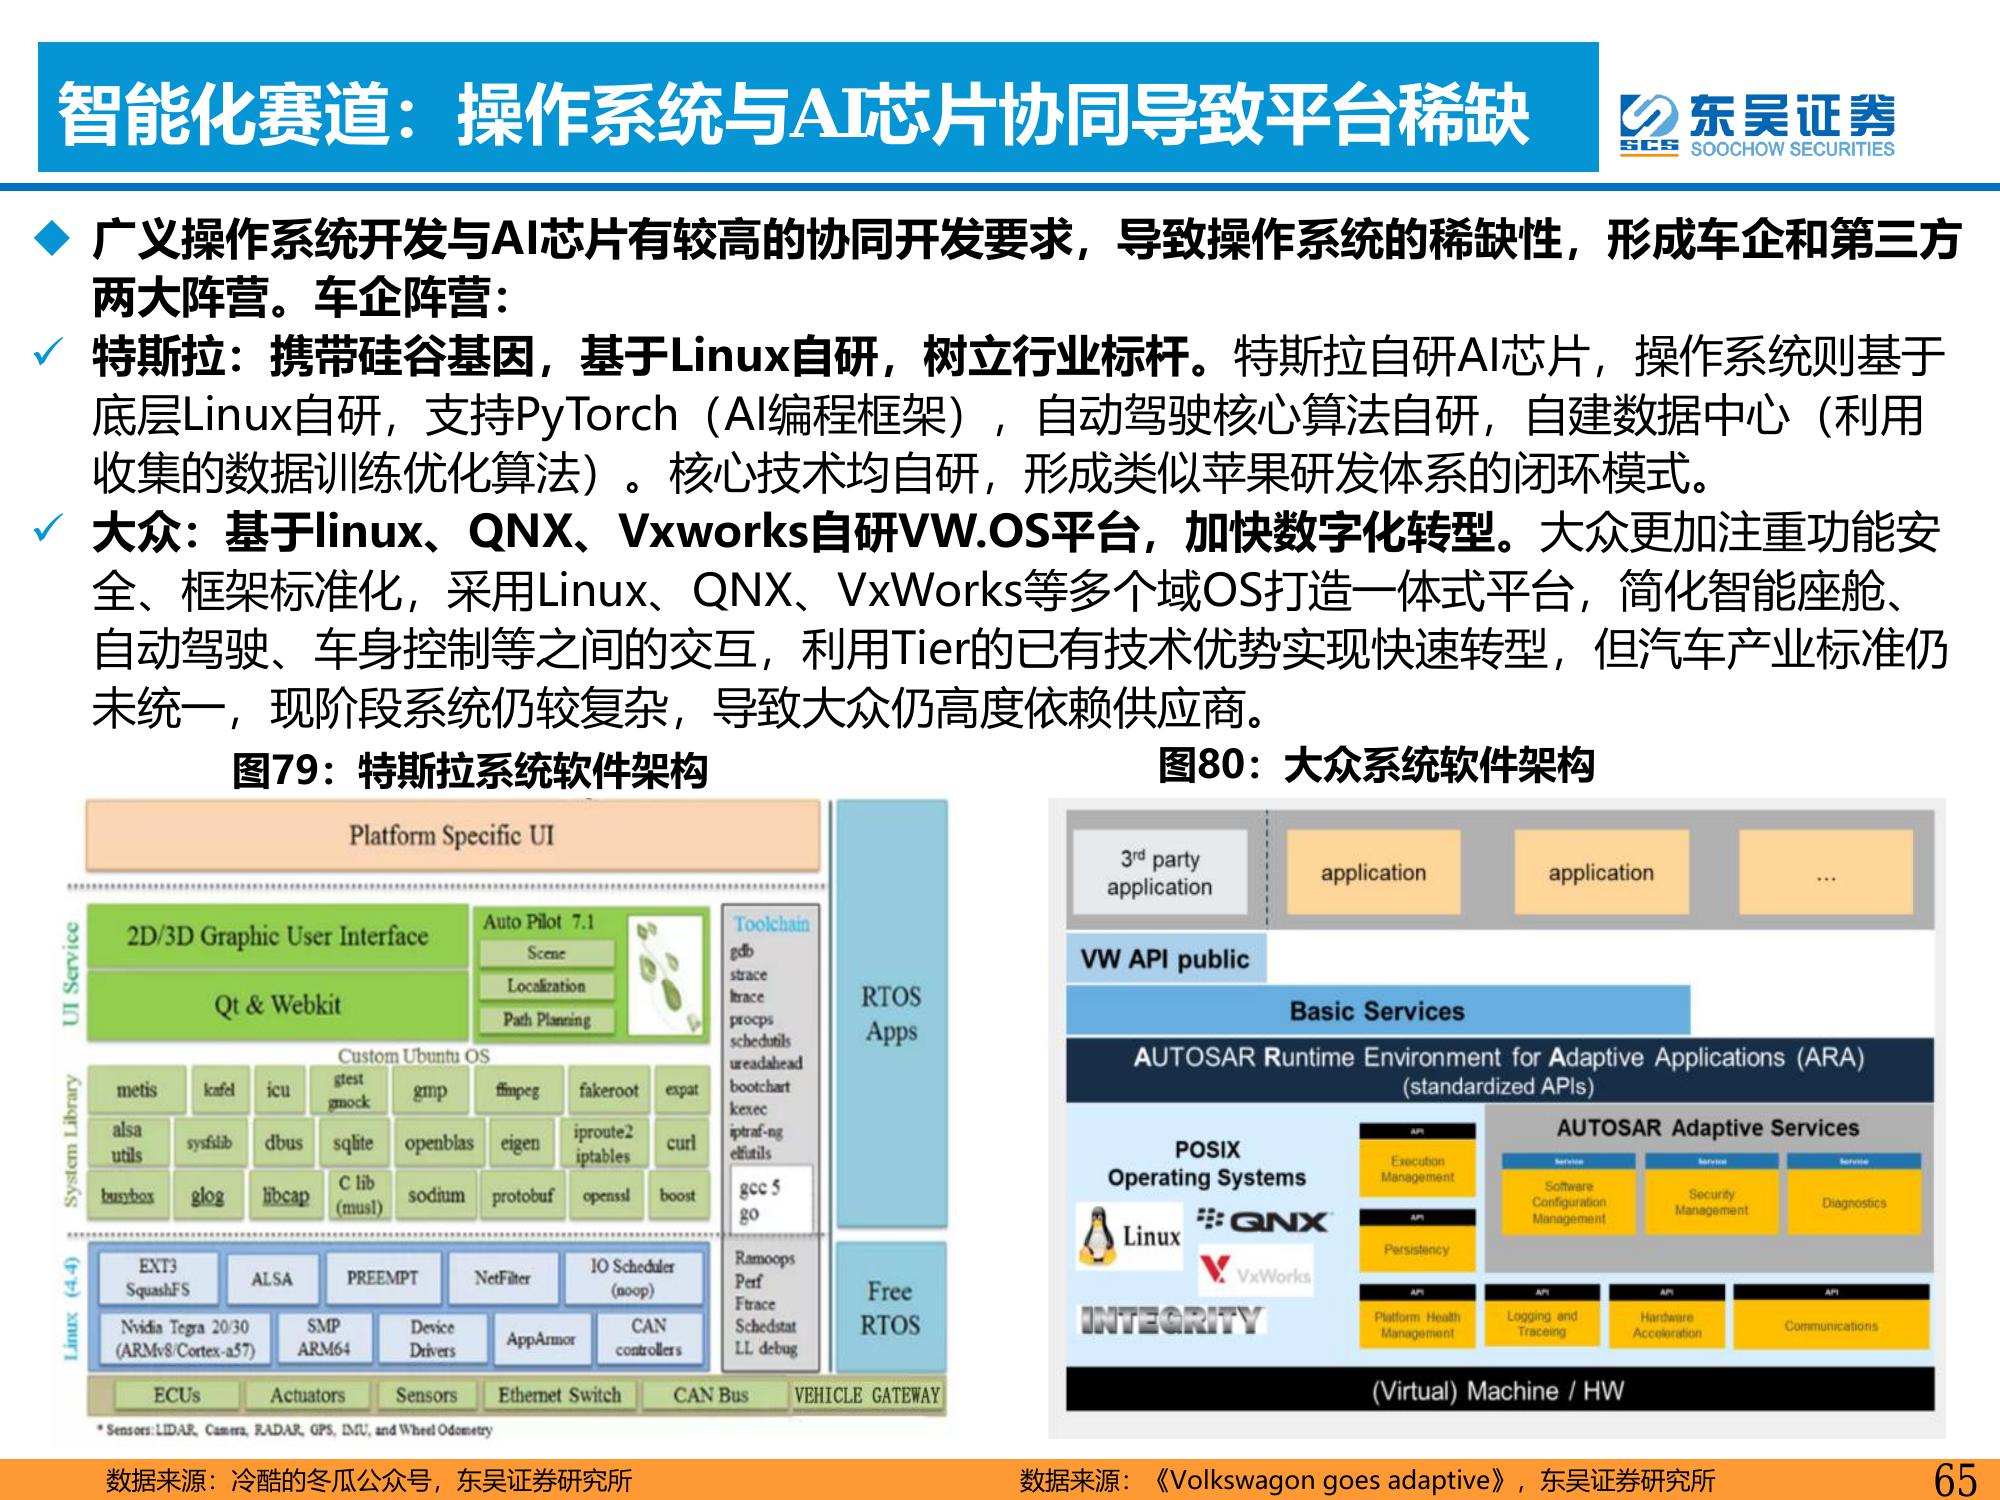 智能化赛道：操作系统与AI芯片协同导致平台稀缺
东吴证券
SCS
SOOCHOW SECURITIES
广义操作系统开发与AI芯片有较高的协同开发要求，导致操作系统的稀缺性，形成车企和第三方
两大阵营。车企阵营：
特斯拉：携带硅谷基因，基于Linux自研，树立行业标杆。特斯拉自研AI芯片，操作系统则基于
底层Linux自研，支持PyTorch（AI编程框架），自动驾驶核心算法自研，自建数据中心（利用
收集的数据训练优化算法）。核心技术均自研，形成类似苹果研发体系的闭环模式。
大众：基于linux、QNX、Vxworks自研VW.OS平台，加快数字化转型。大众更加注重功能安
全、框架标准化，采用Linux、QNX、VxWorks等多个域OS打造一体式平台，简化智能座舱、
自动驾驶、车身控制等之间的交互，利用Tier的已有技术优势实现快速转型，但汽车产业标准仍
未统一，现阶段系统仍较复杂，导致大众仍高度依赖供应商。
图79：特斯拉系统软件架构
Platform Specific UI
UI Service
2D/3D Graphic User Interface
Qt & Webkit
Auto Pilot 7.1
Scene
Localization
Path Planning
Custom Ubuntu OS
System Library
metis
kafel
icu
gtest
gmock
gmp
ffmpeg
fakeroot
expat
alsa
utils
sysfslib
dbus
sqlite
openblas
eigen
iproute2
iptables
curl
busybox
glog
libcap
C lib
(musl)
sodium
protobuf
openssl
boost
Toolchain
gdb
strace
ltrace
procps
schedutils
ureadahead
bootchart
kexec
iptraf-ng
elfutils
gcc 5
go
Ramoops
Perf
Ftrace
Schedstat
LL debug
RTOS
Apps
Free
RTOS
Linux (4.4)
EXT3
SquashFS
ALSA
PREEMPT
NetFilter
IO Scheduler
(noop)
Nvidia Tegra 20/30
(ARMv8/Cortex-a57)
SMP
ARM64
Device
Drivers
AppArmor
CAN
controllers
ECUs
Actuators
Sensors
Ethernet Switch
CAN Bus
VEHICLE GATEWAY
* Sensors:LIDAR, Camera, RADAR, GPS, IMU, and Wheel Odometry
图80：大众系统软件架构
3rd party
application
application
application
...
VW API public
Basic Services
AUTOSAR Runtime Environment for Adaptive Applications (ARA)
(standardized APIs)
POSIX
Operating Systems
Linux
QNX
VxWorks
INTEGRITY
API
Execution
Management
API
Persistency
AUTOSAR Adaptive Services
Service
Software
Configuration
Management
Service
Security
Management
Service
Diagnostics
API
Platform Health
Management
API
Logging and
Traceing
API
Hardware
Acceleration
API
Communications
(Virtual) Machine / HW
数据来源：冷酷的冬瓜公众号，东吴证券研究所
数据来源：《Volkswagon goes adaptive》，东吴证券研究所
65